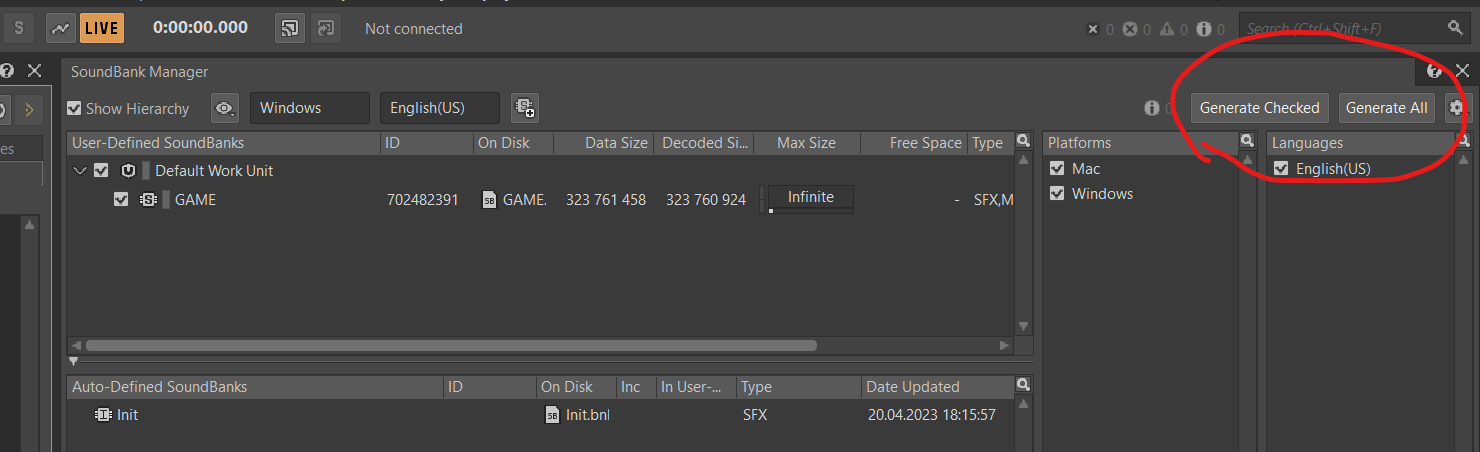 S LIVE 0:00:00.000 Not connected 0 0 0 0 Search (Ctrl+Shift+F)
SoundBank Manager
Show Hierarchy Windows English(US) Generate Checked Generate All
es User-Defined SoundBanks ID On Disk Data Size Decoded Si... Max Size Free Space Type Platforms Languages
Default Work Unit Mac English(US)
GAME 702482391 SB GAME. 323 761 458 323 760 924 Infinite - SFX,M Windows
Auto-Defined SoundBanks ID On Disk Inc In User-... Type Date Updated
Init SB Init.bnl SFX 20.04.2023 18:15:57